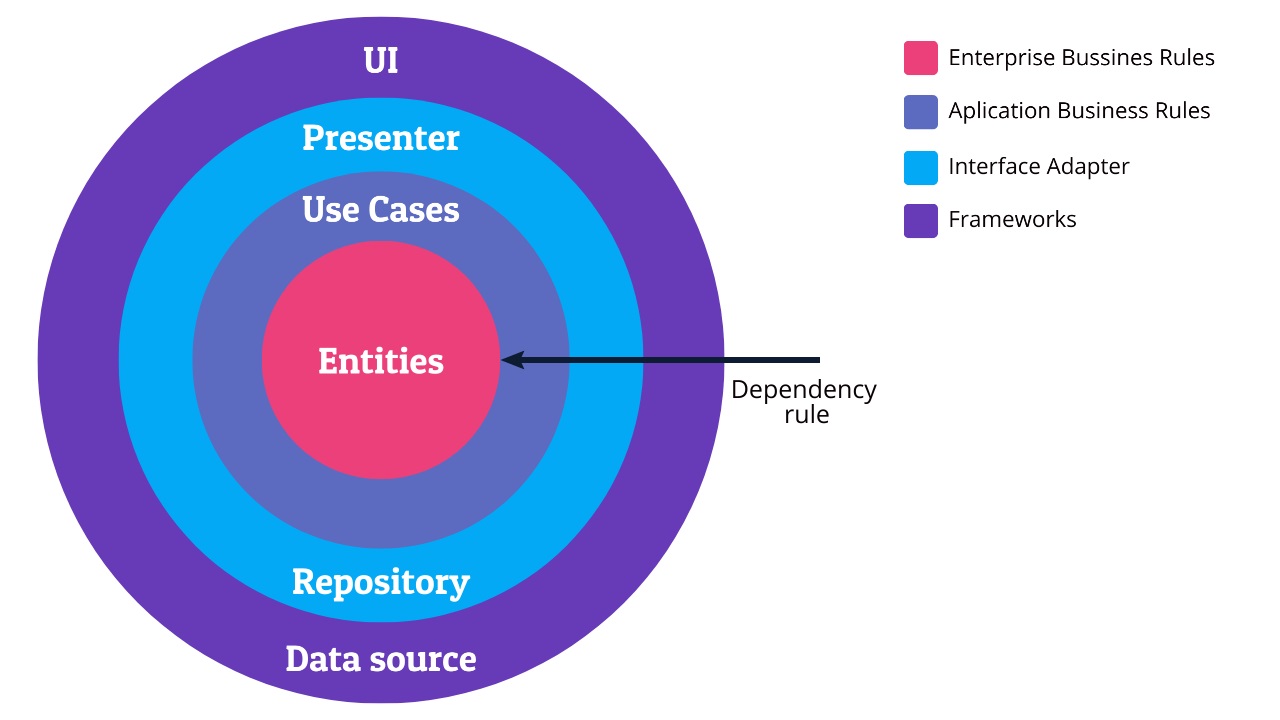 UI
Presenter
Use Cases
Entities
Repository
Data source
Dependency
rule
Enterprise Bussines Rules
Aplication Business Rules
Interface Adapter
Frameworks